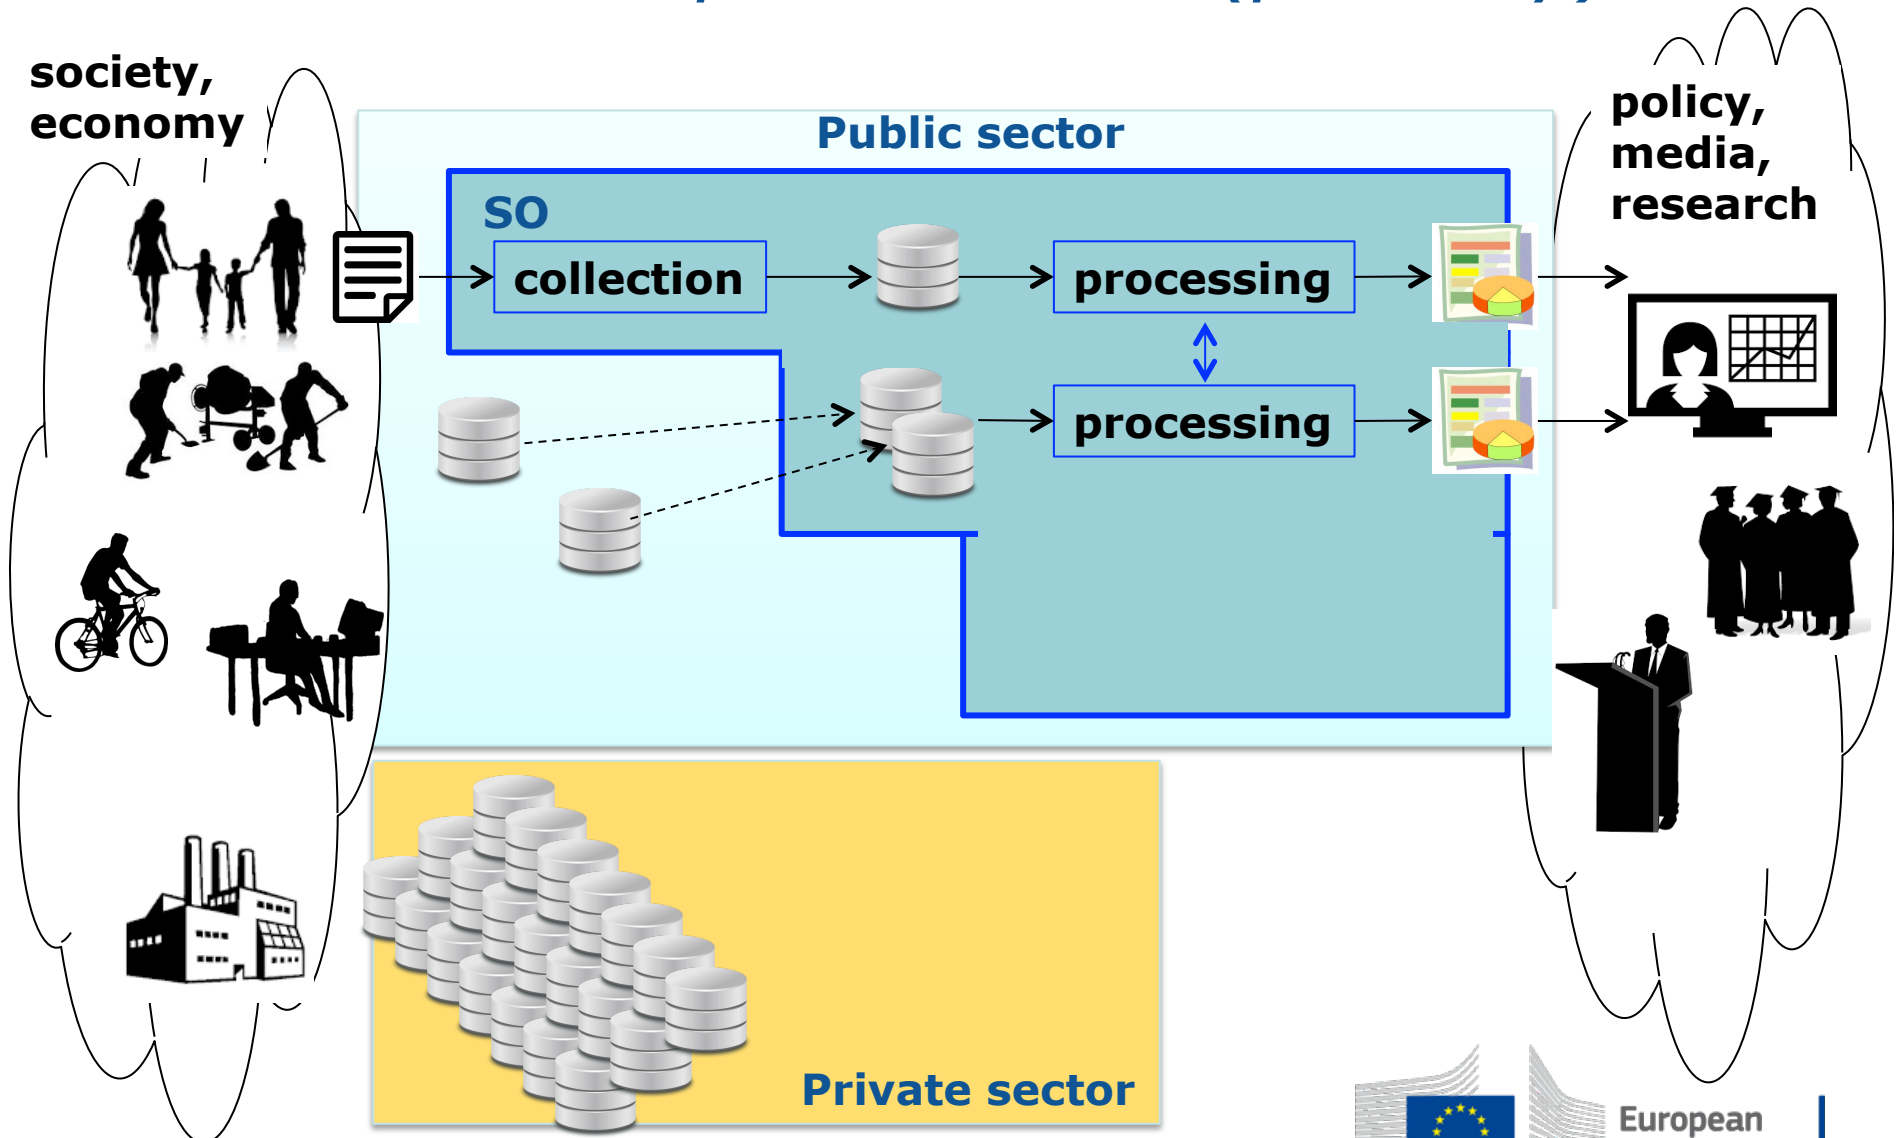 society,
economy
policy,
media,
research
Public sector
SO
collection
processing
processing
Private sector
European